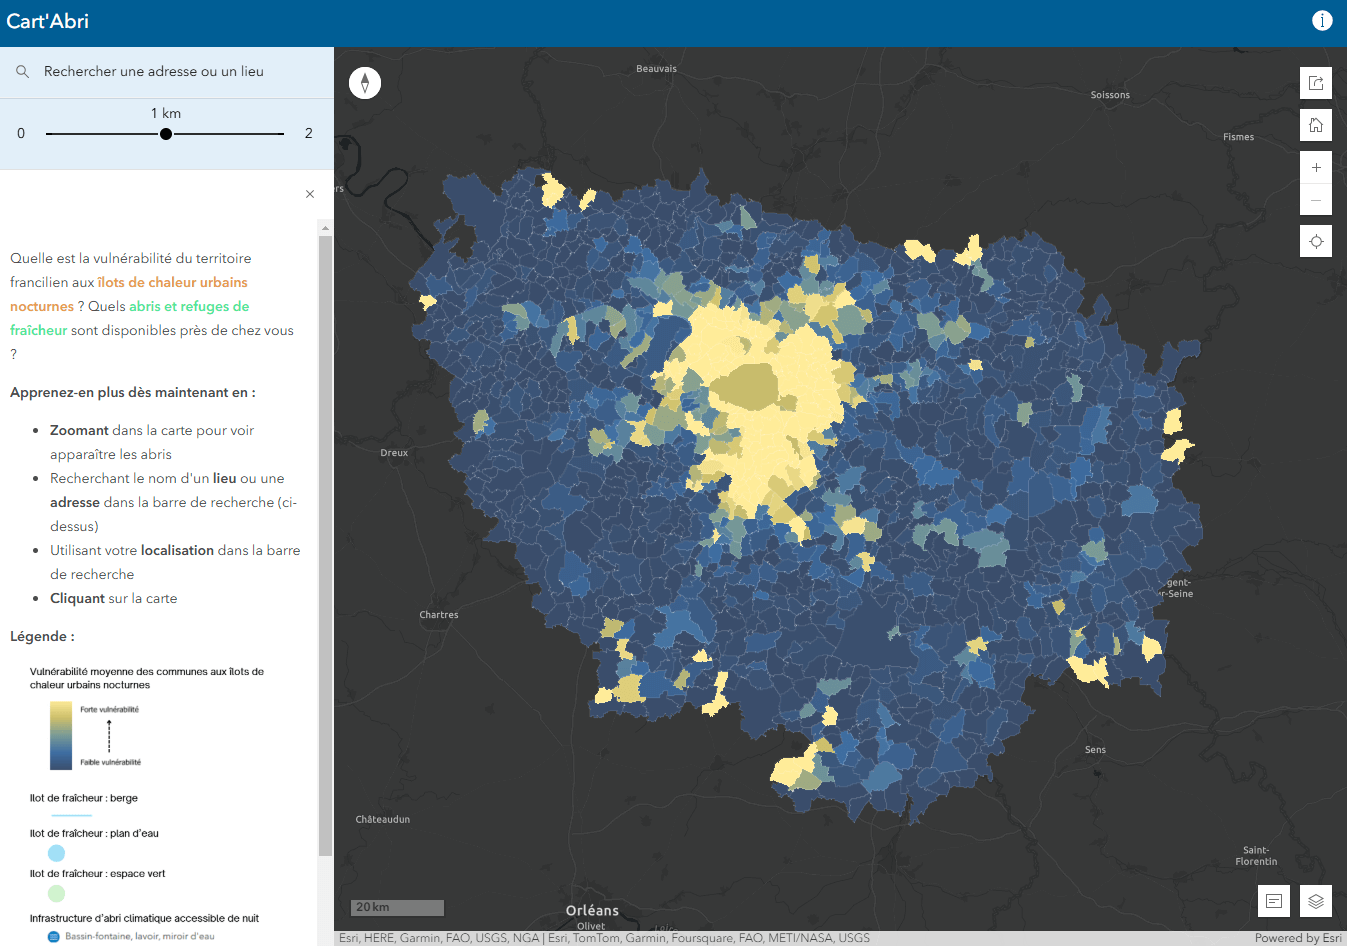 Cart'Abri
Rechercher une adresse ou un lieu
1 km
0
2
Quelle est la vulnérabilité du territoire
francilien aux îlots de chaleur urbains
nocturnes ? Quels abris et refuges de
fraîcheur sont disponibles près de chez vous
?
Apprenez-en plus dès maintenant en :
• Zoomant dans la carte pour voir
apparaître les abris
• Recherchant le nom d'un lieu ou une
adresse dans la barre de recherche (ci-
dessus)
• Utilisant votre localisation dans la barre
de recherche
• Cliquant sur la carte
Légende :
Vulnérabilité moyenne des communes aux îlots de
chaleur urbains nocturnes
Forte vulnérabilité
Faible vulnérabilité
Ilot de fraîcheur : berge
Ilot de fraîcheur : plan d'eau
Ilot de fraîcheur : espace vert
Infrastructure d'abri climatique accessible de nuit
Bassin-fontaine, lavoir, miroir d'eau
Beauvais
Soissons
Fismes
ers
Dreux
gent-
r-Seine
Chartres
Sens
Châteaudun
Saint-
Florentin
Orléans
Olivet
20 km
Esri, HERE, Garmin, FAO, USGS, NGA | Esri, TomTom, Garmin, Foursquare, FAO, METI/NASA, USGS
Powered by Esri